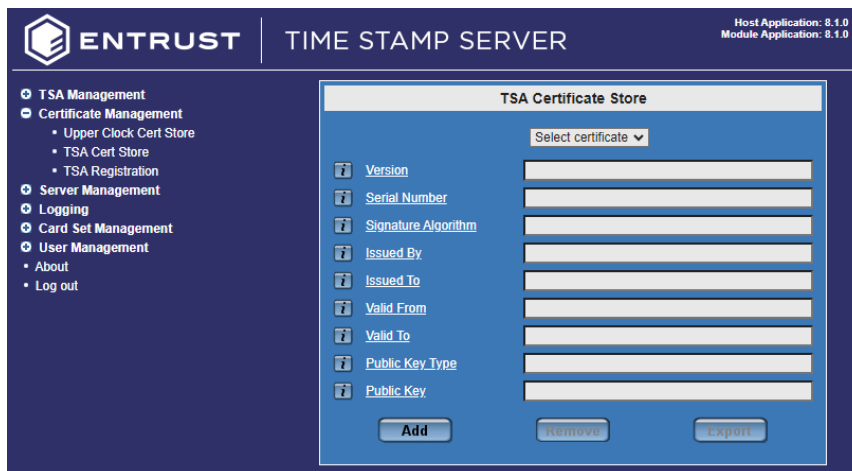 ENTRUST
TIME STAMP SERVER
Host Application: 8.1.0
Module Application: 8.1.0
TSA Management
Certificate Management
Upper Clock Cert Store
TSA Cert Store
TSA Registration
Server Management
Logging
Card Set Management
User Management
About
Log out
TSA Certificate Store
Select certificate
i Version
i Serial Number
i Signature Algorithm
i Issued By
i Issued To
i Valid From
i Valid To
i Public Key Type
i Public Key
Add Remove Export